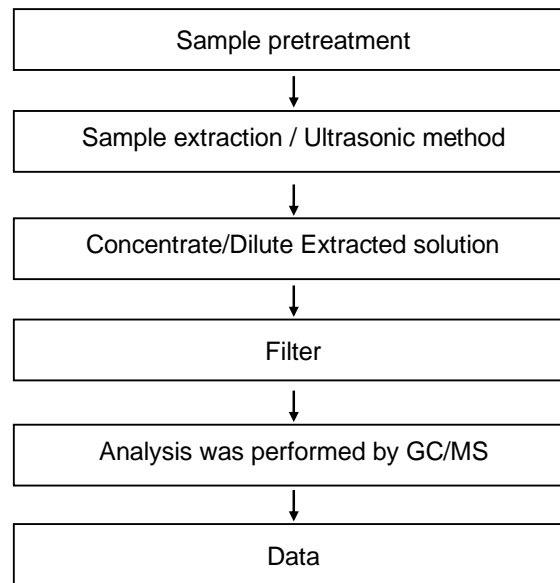 Sample pretreatment
Sample extraction / Ultrasonic method
Concentrate/Dilute Extracted solution
Filter
Analysis was performed by GC/MS
Data